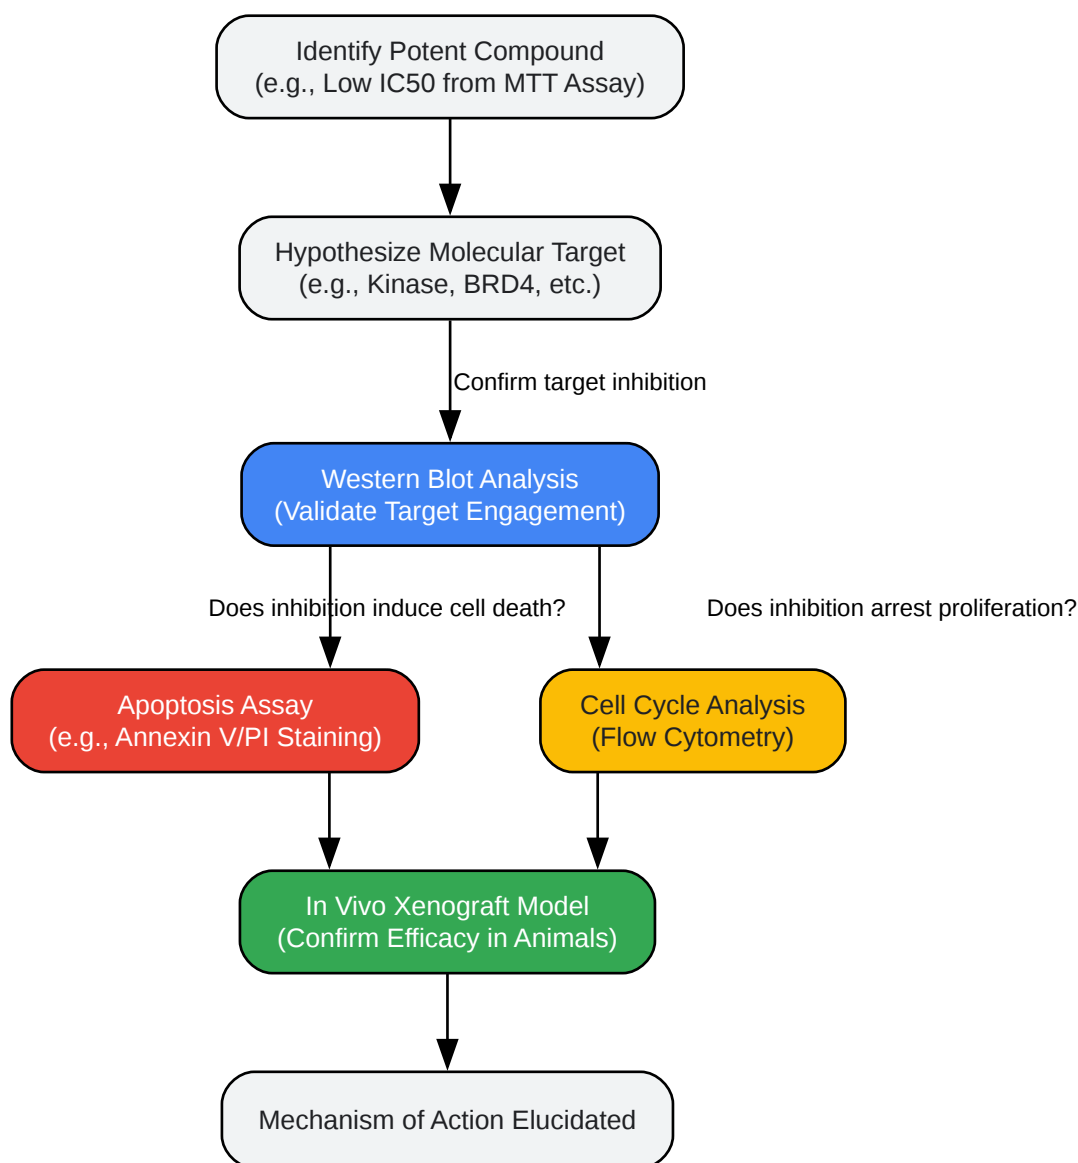 Identify Potent Compound
(e.g., Low IC50 from MTT Assay)
Hypothesize Molecular Target
(e.g., Kinase, BRD4, etc.)
Confirm target inhibition
Western Blot Analysis
(Validate Target Engagement)
Does inhibition induce cell death?
Does inhibition arrest proliferation?
Apoptosis Assay
(e.g., Annexin V/PI Staining)
Cell Cycle Analysis
(Flow Cytometry)
In Vivo Xenograft Model
(Confirm Efficacy in Animals)
Mechanism of Action Elucidated